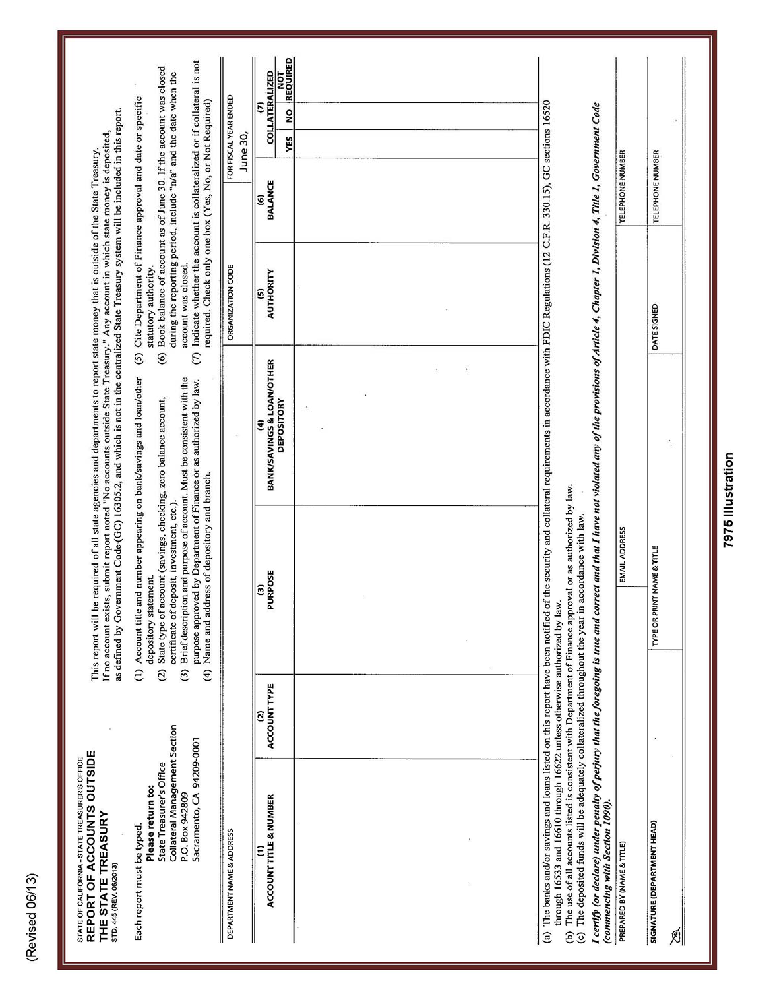 (Revised 06/13)
STATE OF CALIFORNIA - STATE TREASURER'S OFFICE
REPORT OF ACCOUNTS OUTSIDE
THE STATE TREASURY
STD. 445 (REV. 06/2013)
Each report must be typed.
Please return to:
State Treasurer's Office
Collateral Management Section
P.O. Box 942809
Sacramento, CA 94209-0001
This report will be required of all state agencies and departments to report state money that is outside of the State Treasury.
If no account exists, submit report noted "No accounts outside State Treasury." Any account in which state money is deposited,
as defined by Government Code (GC) 16305.2, and which is not in the centralized State Treasury system will be included in this report.
(1) Account title and number appearing on bank/savings and loan/other
depository statement.
(2) State type of account (savings, checking, zero balance account,
certificate of deposit, investment, etc.).
(3) Brief description and purpose of account. Must be consistent with the
purpose approved by Department of Finance or as authorized by law.
(4) Name and address of depository and branch.
(5) Cite Department of Finance approval and date or specific
statutory authority.
(6) Book balance of account as of June 30. If the account was closed
during the reporting period, include "n/a" and the date when the
account was closed.
(7) Indicate whether the account is collateralized or if collateral is not
required. Check only one box (Yes, No, or Not Required)
DEPARTMENT NAME & ADDRESS
ORGANIZATION CODE
FOR FISCAL YEAR ENDED
June 30,
(1)
ACCOUNT TITLE & NUMBER
(2)
ACCOUNT TYPE
(3)
PURPOSE
(4)
BANK/SAVINGS & LOAN/OTHER
DEPOSITORY
(5)
AUTHORITY
(6)
BALANCE
(7)
COLLATERALIZED
YES
NO
NOT
REQUIRED
(a) The banks and/or savings and loans listed on this report have been notified of the security and collateral requirements in accordance with FDIC Regulations (12 C.F.R. 330.15), GC sections 16520
through 16533 and 16610 through 16622 unless otherwise authorized by law.
(b) The use of all accounts listed is consistent with Department of Finance approval or as authorized by law.
(c) The deposited funds will be adequately collateralized throughout the year in accordance with law.
I certify (or declare) under penalty of perjury that the foregoing is true and correct and that I have not violated any of the provisions of Article 4, Chapter 1, Division 4, Title 1, Government Code
(commencing with Section 1090).
PREPARED BY (NAME & TITLE)
EMAIL ADDRESS
TELEPHONE NUMBER
SIGNATURE (DEPARTMENT HEAD)
TYPE OR PRINT NAME & TITLE
DATE SIGNED
TELEPHONE NUMBER
7975 Illustration